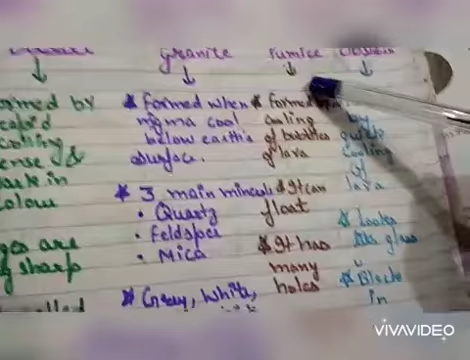 granite
Pumice
* Formed when
magma cool
below earth's
surface.
* 3 main minerals
• Quartz
• Feldsper
• Mica
* Grey, White,
* Formed
cooling
of bubbles
of lava
* It can
float
* It has
many
holes
by
quick
cooling
of
lava
* Looks
like glass
* Black
in
formed by
cooling
&
dark in
colour
are
sharp
VIVAVIDEO